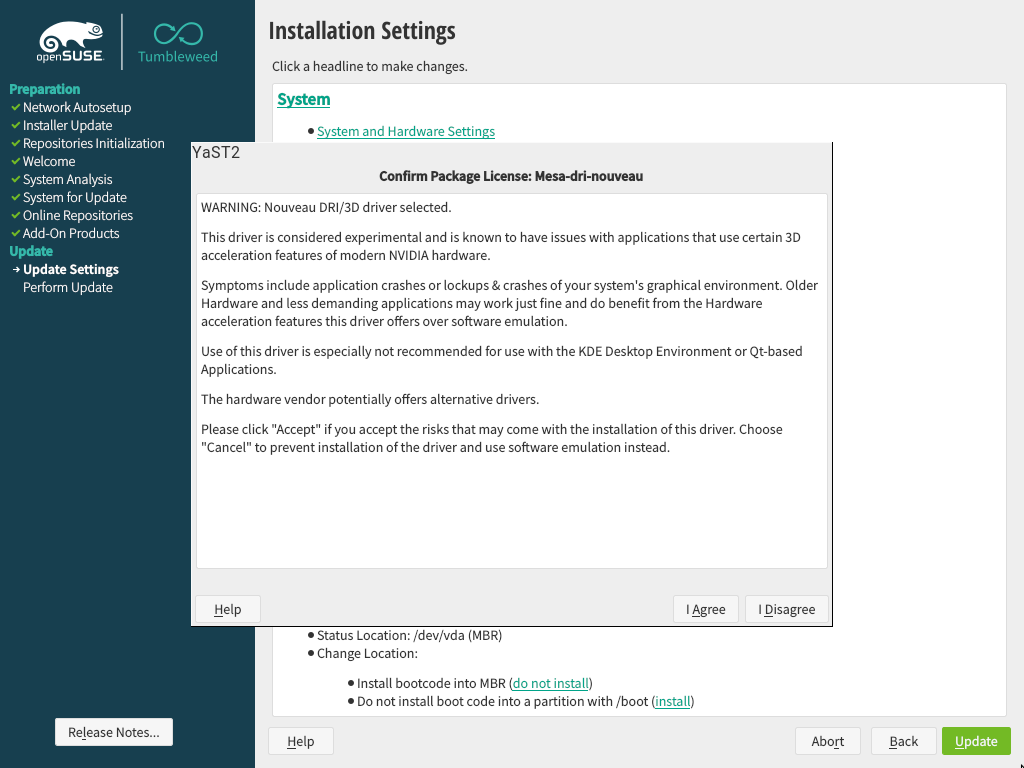 openSUSE
Tumbleweed
Preparation
Network Autosetup
Installer Update
Repositories Initialization
Welcome
System Analysis
System for Update
Online Repositories
Add-On Products
Update
Update Settings
Perform Update
Release Notes...
Installation Settings
Click a headline to make changes.
System
System and Hardware Settings
YaST2
Confirm Package License: Mesa-dri-nouveau
WARNING: Nouveau DRI/3D driver selected.
This driver is considered experimental and is known to have issues with applications that use certain 3D
acceleration features of modern NVIDIA hardware.
Symptoms include application crashes or lockups & crashes of your system's graphical environment. Older
Hardware and less demanding applications may work just fine and do benefit from the Hardware
acceleration features this driver offers over software emulation.
Use of this driver is especially not recommended for use with the KDE Desktop Environment or Qt-based
Applications.
The hardware vendor potentially offers alternative drivers.
Please click "Accept" if you accept the risks that may come with the installation of this driver. Choose
"Cancel" to prevent installation of the driver and use software emulation instead.
Help
I Agree
I Disagree
Status Location: /dev/vda (MBR)
Change Location:
Install bootcode into MBR (do not install)
Do not install boot code into a partition with /boot (install)
Help
Abort
Back
Update